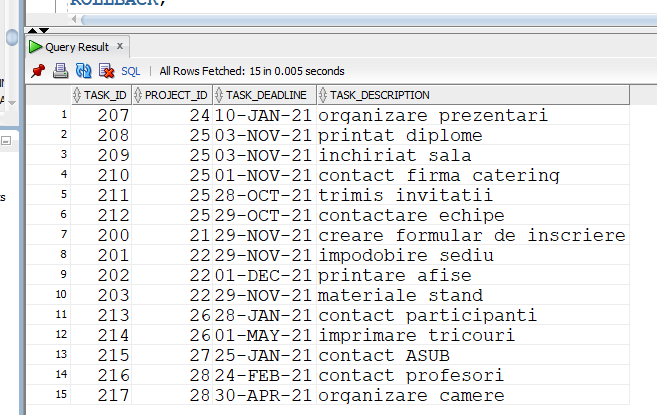 Query Result x
SQL | All Rows Fetched: 15 in 0.005 seconds
TASK_ID PROJECT_ID TASK_DEADLINE TASK_DESCRIPTION
1 207 24 10-JAN-21 organizare prezentari
2 208 25 03-NOV-21 printat diplome
3 209 25 03-NOV-21 inchiriat sala
4 210 25 01-NOV-21 contact firma catering
5 211 25 28-OCT-21 trimis invitatii
6 212 25 29-OCT-21 contactare echipe
7 200 21 29-NOV-21 creare formular de inscriere
8 201 22 29-NOV-21 impodobire sediu
9 202 22 01-DEC-21 printare afise
10 203 22 29-NOV-21 materiale stand
11 213 26 28-JAN-21 contact participanti
12 214 26 01-MAY-21 imprimare tricouri
13 215 27 25-JAN-21 contact ASUB
14 216 28 24-FEB-21 contact profesori
15 217 28 30-APR-21 organizare camere